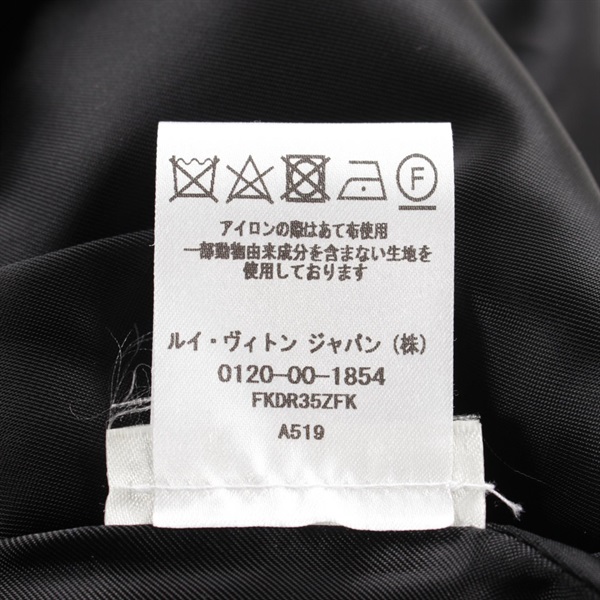 F
アイロンの際はあて布使用
一部動物由来成分を含まない生地を
使用しております
ルイ・ヴィトン ジャパン（株）
0120-00-1854
FKDR35ZFK
A519